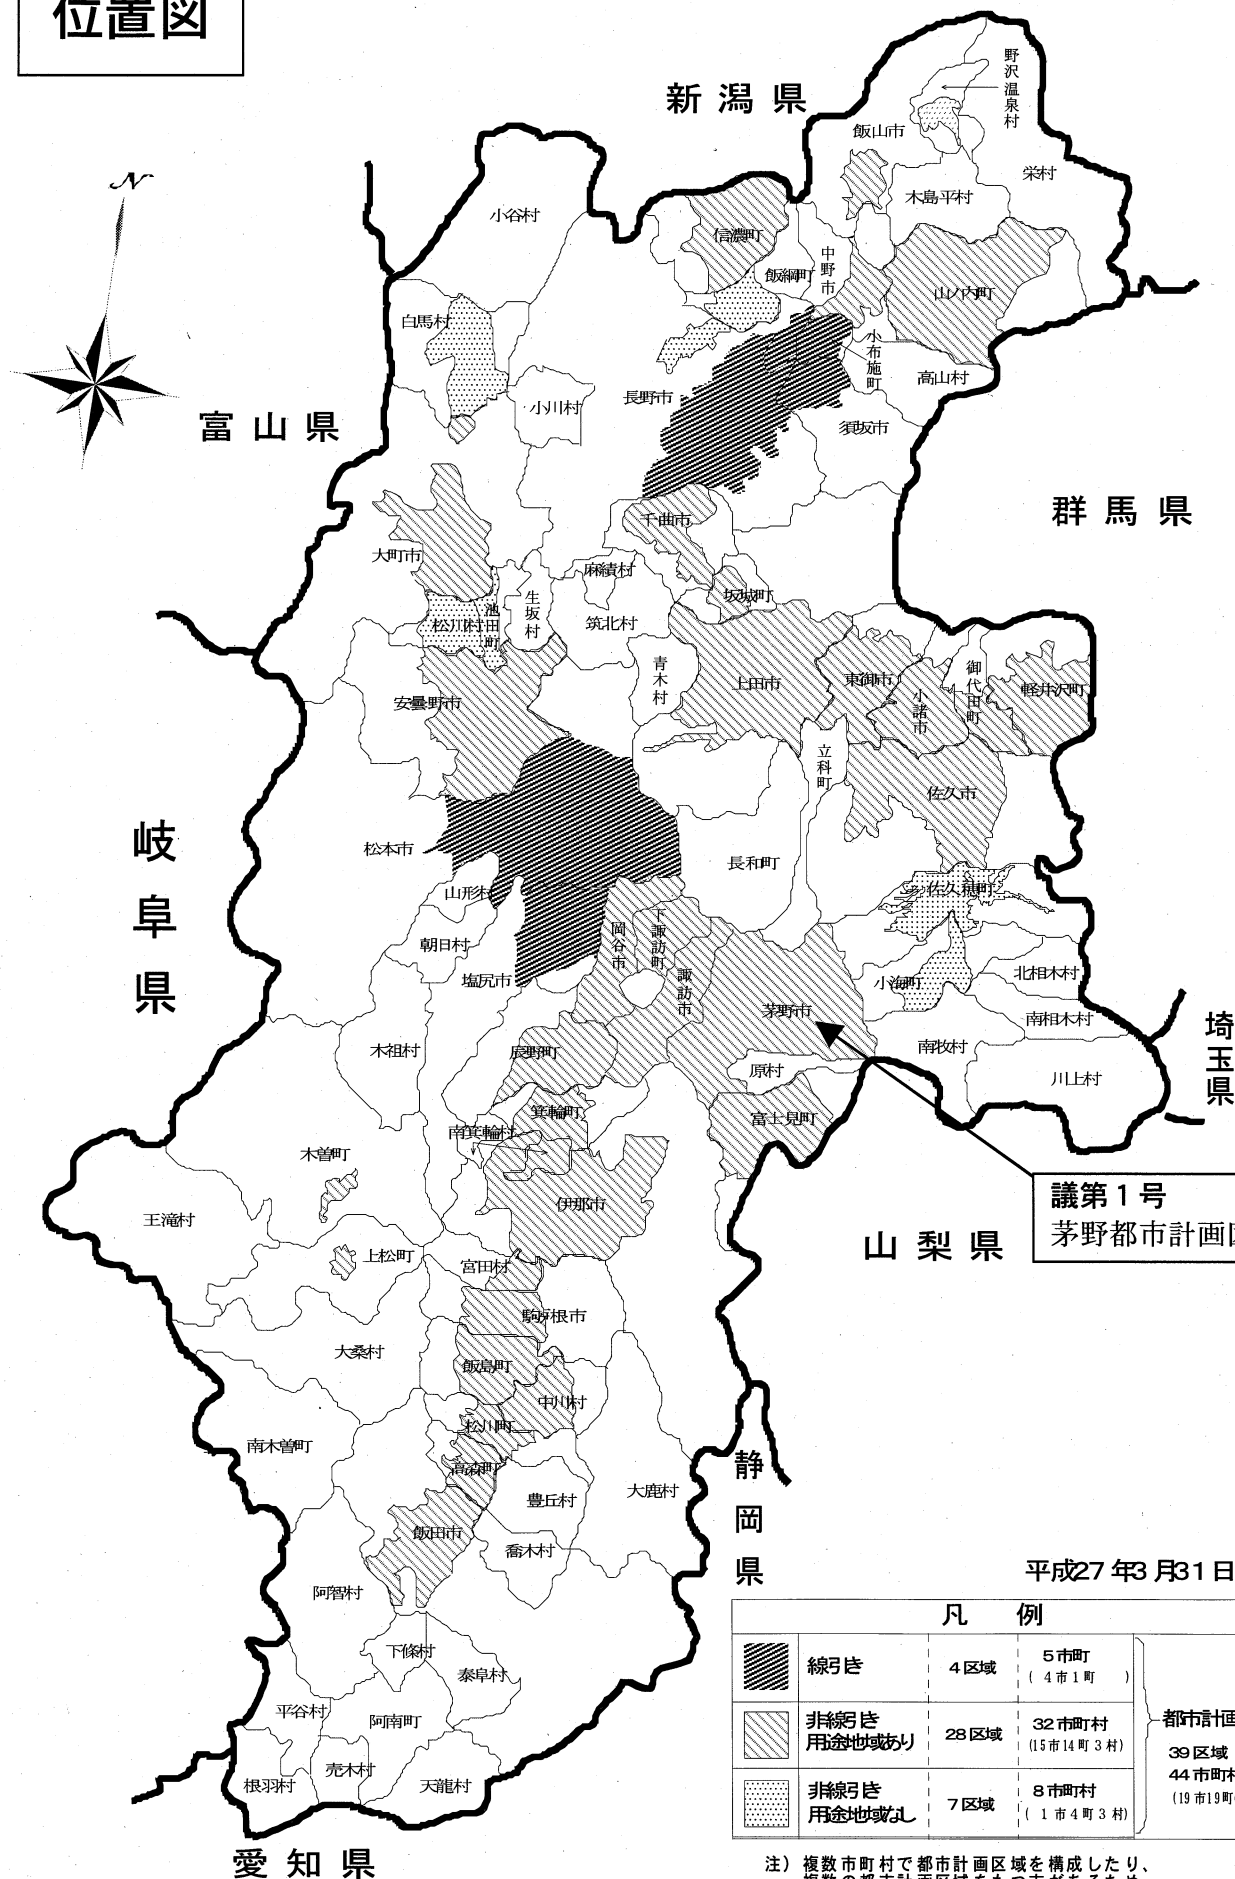 位置図
新潟県
野沢温泉村
飯山市
栄村
木島平村
N
小谷村
信濃町
飯綱町
中野市
山ノ内町
白馬村
小布施町
高山村
長野市
小川村
須坂市
富山県
群馬県
千曲市
大町市
麻績村
坂城町
生坂村
池田町
松川村
筑北村
青木村
上田市
東御市
小諸市
御代田町
軽井沢町
安曇野市
立科町
佐久市
岐阜県
松本市
長和町
山形村
佐久穂町
朝日村
岡谷市
下諏訪町
諏訪市
塩尻市
小海町
北相木村
茅野市
南相木村
埼玉県
木祖村
辰野町
南牧村
原村
川上村
箕輪町
富士見町
南箕輪村
木曽町
伊那市
議第1号
茅野都市計画
王滝村
山梨県
上松町
宮田村
駒ヶ根市
大桑村
飯島町
中川村
松川町
南木曽町
高森町
静岡県
大鹿村
豊丘村
飯田市
喬木村
阿智村
平成27年3月31日
下條村
泰阜村
平谷村
阿南町
売木村
根羽村
天龍村
愛知県
凡 例
線引き 4区域 5市町
( 4市1町 )
非線引き
用途地域あり 28区域 32市町村
(15市14町3村)
非線引き
用途地域なし 7区域 8市町村
( 1市4町3村)
都市計画
39区域
44市町村
(19市19町
注) 複数市町村で都市計画区域を構成したり、